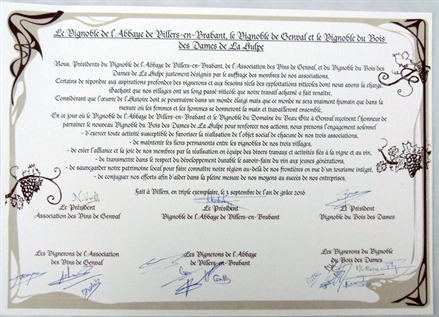 Le Vignoble de l'Abbaye de Villers-en-Brabant, le Vignoble de Genval et le Vignoble du Bois
des Dames de La Hulpe
Nous, Présidents du Vignoble de l'Abbaye de Villers-en-Brabant, de l'Association des Vins de Genval, et du Vignoble du Bois
des Dames de La Hulpe justement désignés par le suffrage des membres de nos associations.
Certains de répondre aux aspirations profondes des vignerons et aux besoins réels des exploitations viticoles dont nous avons la charge.
Sachant que nos villages ont un long passé viticole que notre travail acharné a fait renaître.
Considérant que l'œuvre de l'histoire doit se poursuivre dans un monde élargi mais que ce monde se sera vraiment humain que dans la
mesure où les femmes et les hommes se donneront la main et travailleront ensemble.
En ce jour où le Vignoble de l'Abbaye de Villers-en-Brabant et le Vignoble du Domaine du Beau Gîte à Genval reçoivent l'honneur de
parrainer le nouveau Vignoble du Bois des Dames de La Hulpe pour renforcer nos actions, nous prenons l'engagement solennel
- d'exercer toute activité susceptible de favoriser la réalisation de l'objet social de chacune de nos trois associations,
- de maintenir des liens permanents entre les vignobles de nos trois villages,
- de créer l'alliance et la joie de nos membres par la réalisation en équipe des divers travaux et activités liés à la vigne et au vin,
- de transmettre dans le respect du développement durable le savoir-faire du vin aux jeunes générations,
- de sauvegarder notre patrimoine local pour faire connaître notre région au-delà de nos frontières en vue d'un tourisme intégré,
- de conjuguer nos efforts afin d'aider dans la pleine mesure de nos moyens au succès de nos entreprises.
Fait à Villers, en triple exemplaire, le 3 septembre de l'an de grâce 2016
Le Président
Association des Vins de Genval
Le Président
Vignoble de l'Abbaye de Villers-en-Brabant
Le Président
Vignoble du Bois des Dames
Les Vignerons de l'Association
des Vins de Genval
Les Vignerons de l'Abbaye
de Villers-en-Brabant
Les Vignerons du Vignoble
du Bois des Dames